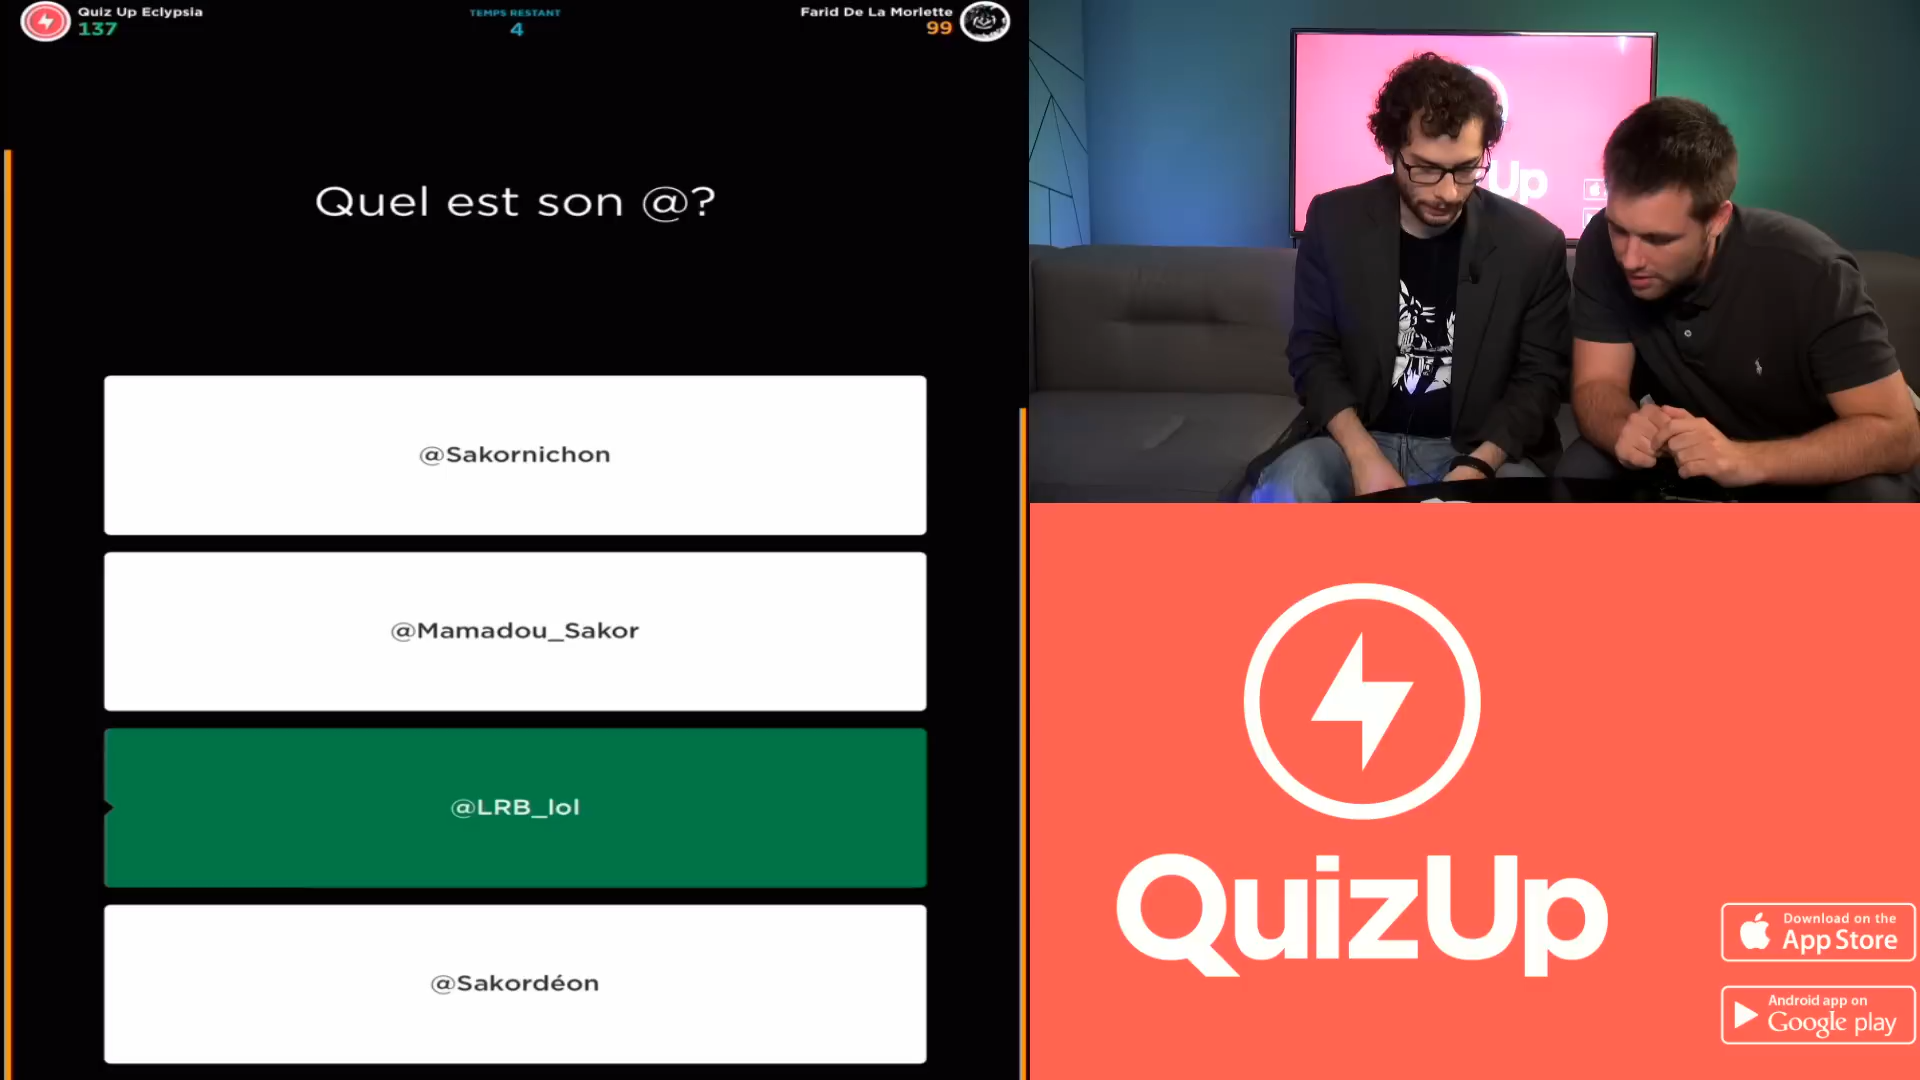 Quiz Up Eclypsia
137
TEMPS RESTANT
4
Farid De La Morlette
99
Quel est son @?
@Sakornichon
@Mamadou_Sakor
@LRB_lol
@Sakordéon
Up
QuizUp
Download on the
App Store
Android app on
Google play